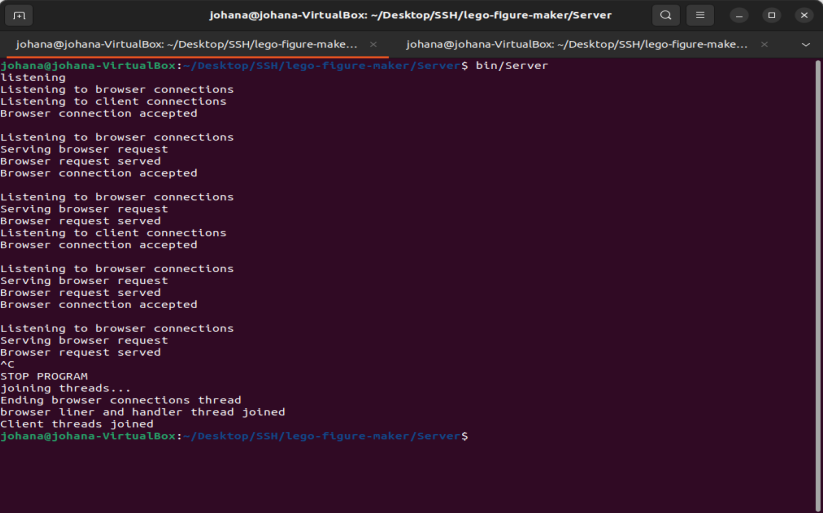 johana@johana-VirtualBox: ~/Desktop/SSH/lego-figure-maker/Server
johana@johana-VirtualBox: ~/Desktop/SSH/lego-figure-make...
johana@johana-VirtualBox: ~/Desktop/SSH/lego-figure-make...
johana@johana-VirtualBox:~/Desktop/SSH/lego-figure-maker/Server$ bin/Server
listening
Listening to browser connections
Listening to client connections
Browser connection accepted
Listening to browser connections
Serving browser request
Browser request served
Browser connection accepted
Listening to browser connections
Serving browser request
Browser request served
Listening to client connections
Browser connection accepted
Listening to browser connections
Serving browser request
Browser request served
Browser connection accepted
Listening to browser connections
Serving browser request
Browser request served
^C
STOP PROGRAM
joining threads...
Ending browser connections thread
browser liner and handler thread joined
Client threads joined
johana@johana-VirtualBox:~/Desktop/SSH/lego-figure-maker/Server$